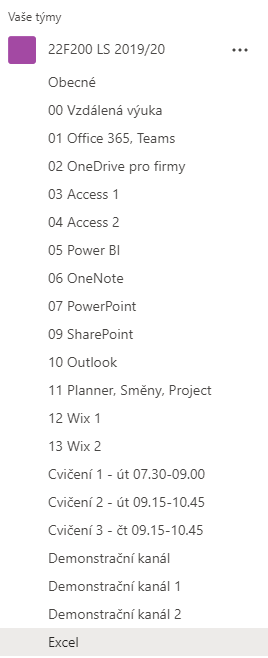 Vaše týmy
22F200 LS 2019/20
Obecné
00 Vzdálená výuka
01 Office 365, Teams
02 OneDrive pro firmy
03 Access 1
04 Access 2
05 Power BI
06 OneNote
07 PowerPoint
09 SharePoint
10 Outlook
11 Planner, Směny, Project
12 Wix 1
13 Wix 2
Cvičení 1 - út 07.30-09.00
Cvičení 2 - út 09.15-10.45
Cvičení 3 - čt 09.15-10.45
Demonstrační kanál
Demonstrační kanál 1
Demonstrační kanál 2
Excel